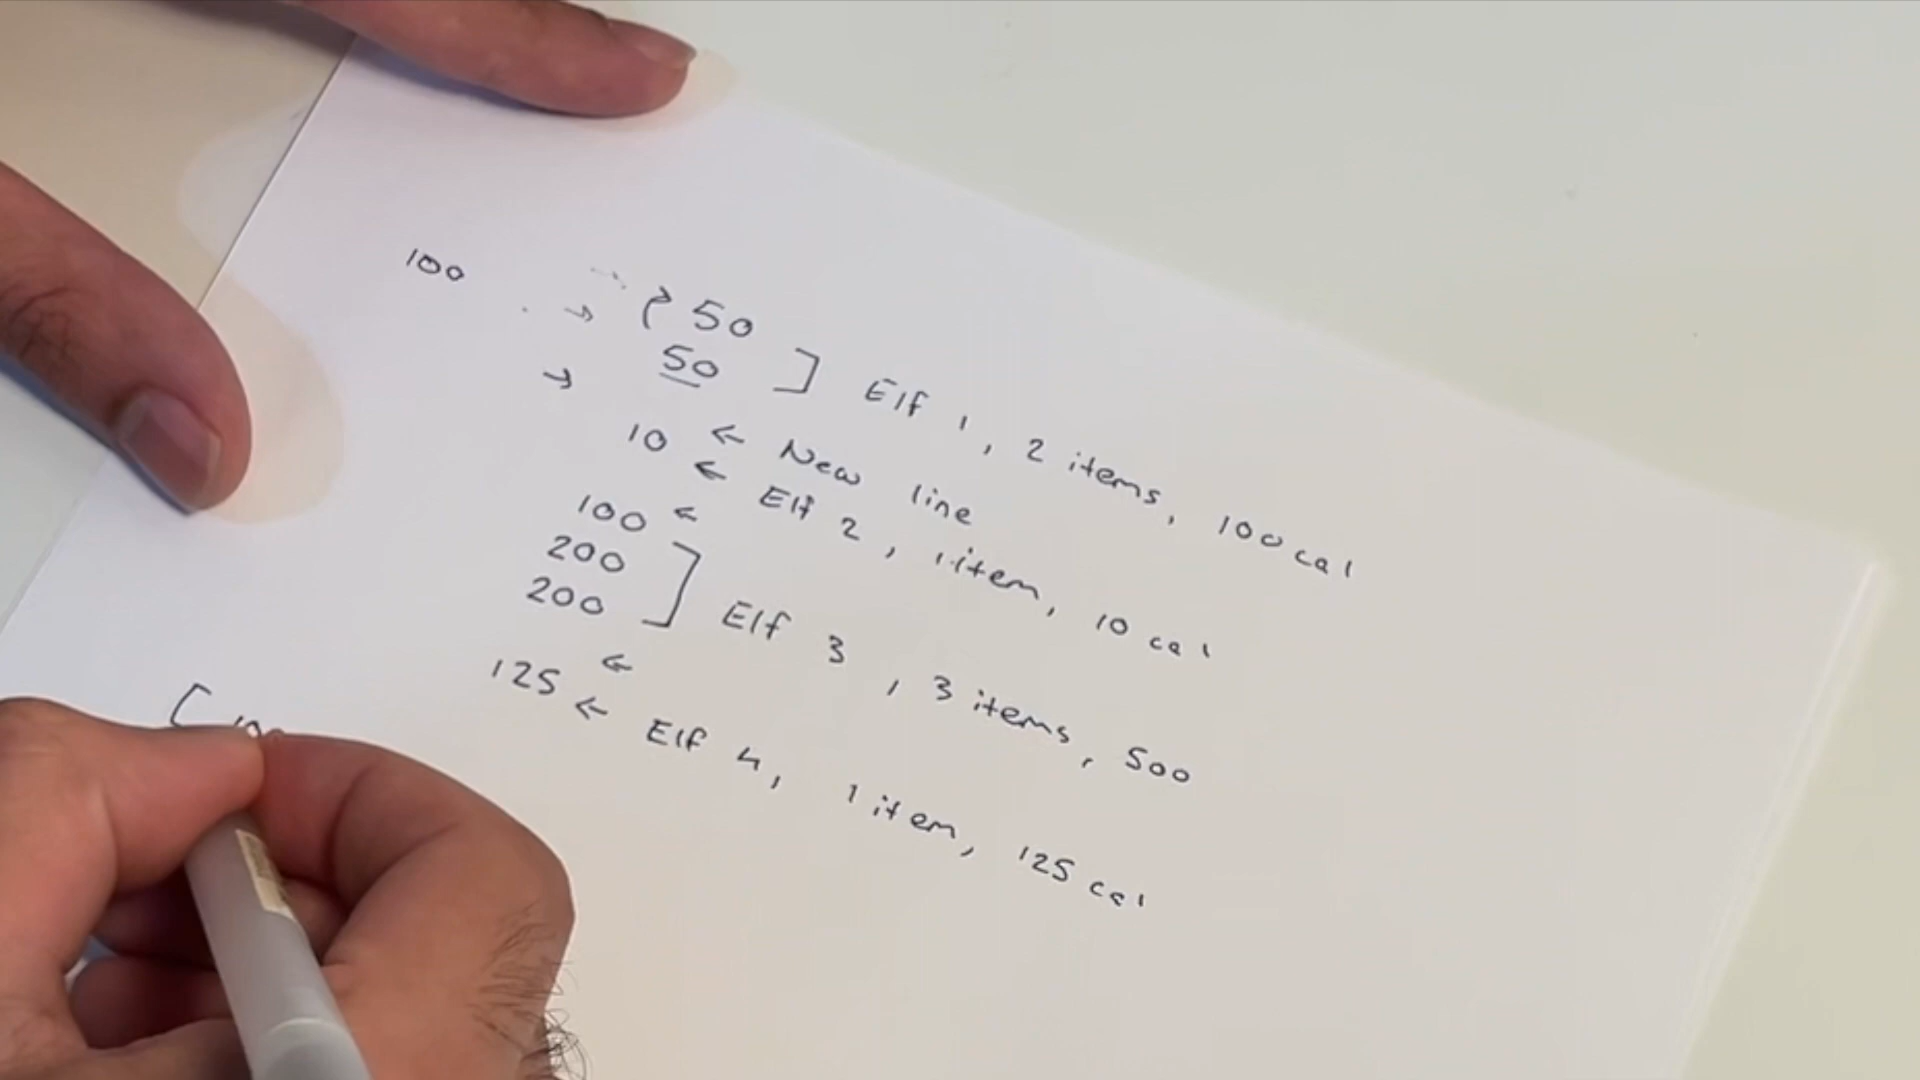 100
50
50 ] Elf 1, 2 items, 100 cal
← New line
10 ← Elf 2, 1 item, 10 cal
←
100
200 ] Elf 3, 3 items, 500
200
←
125 ← Elf 4, 1 item, 125 cal
[